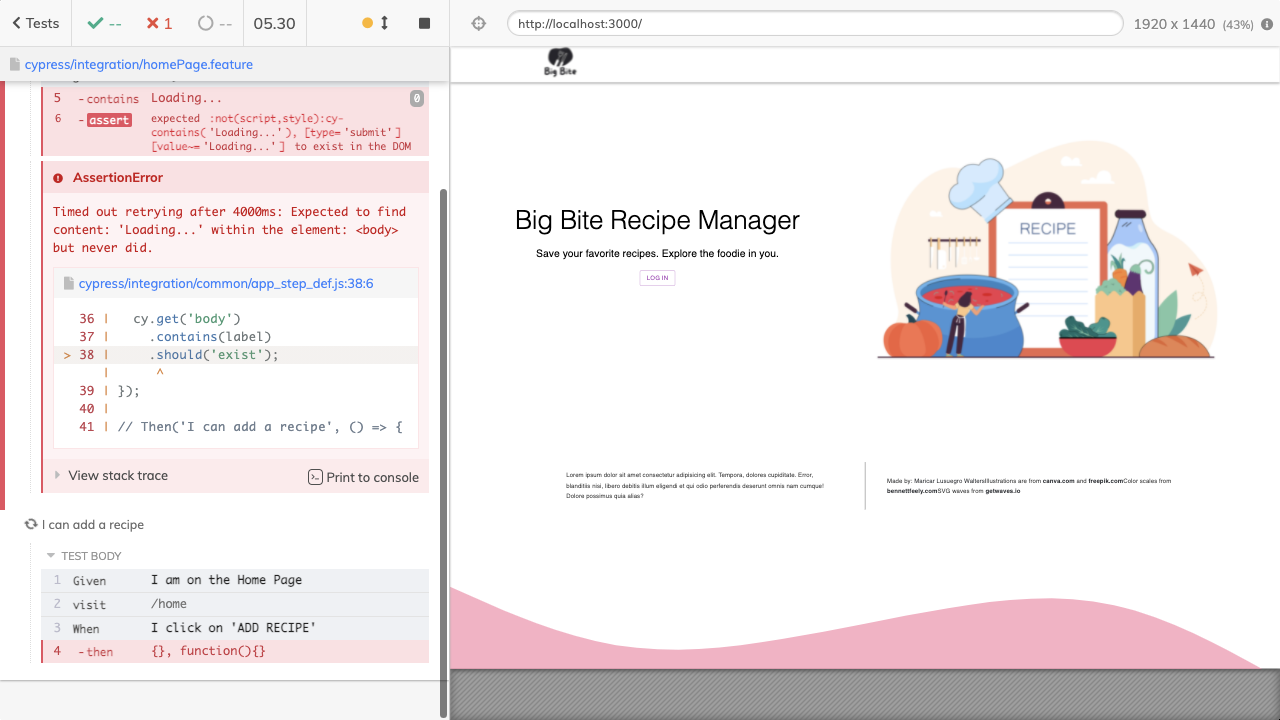 Tests
--
1
--
05.30
http://localhost:3000/
1920 x 1440 (43%)
cypress/integration/homePage.feature
5 -contains Loading... 0
6 -assert expected :not(script,style):cy-
contains('Loading...'), [type='submit']
[value~='Loading...'] to exist in the DOM
AssertionError
Timed out retrying after 4000ms: Expected to find
content: 'Loading...' within the element: <body>
but never did.
cypress/integration/common/app_step_def.js:38:6
36 | cy.get('body')
37 | .contains(label)
> 38 | .should('exist');
| ^
39 | });
40 |
41 | // Then('I can add a recipe', () => {
View stack trace
Print to console
I can add a recipe
TEST BODY
1 Given I am on the Home Page
2 visit /home
3 When I click on 'ADD RECIPE'
4 -then {}, function(){}
Big Bite
Big Bite Recipe Manager
Save your favorite recipes. Explore the foodie in you.
LOG IN
RECIPE
Lorem ipsum dolor sit amet consectetur adipisicing elit. Tempora, dolores cupiditate. Error,
blanditiis nisi, libero debitis illum eligendi et qui odio perferendis deserunt omnis nam cumque!
Dolore possimus quia alias?
Made by: Maricar Lusuegro WaltersIllustrations are from canva.com and freepik.comColor scales from
bennettfeely.comSVG waves from getwaves.io